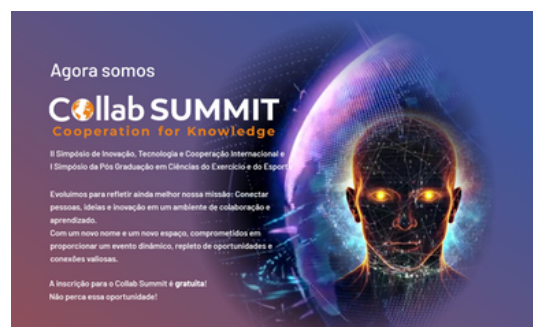 Agora somos
Collab SUMMIT
Cooperation for Knowledge
II Simpósio de Inovação, Tecnologia e Cooperação Internacional e
I Simpósio da Pós Graduação em Ciências do Exercício e do Esport
Evoluímos para refletir ainda melhor nossa missão: Conectar
pessoas, ideias e inovação em um ambiente de colaboração e
aprendizado.
Com um novo nome e um novo espaço, comprometidos em
proporcionar um evento dinâmico, repleto de oportunidades e
conexões valiosas.
A inscrição para o Collab Summit é gratuita!
Não perca essa oportunidade!